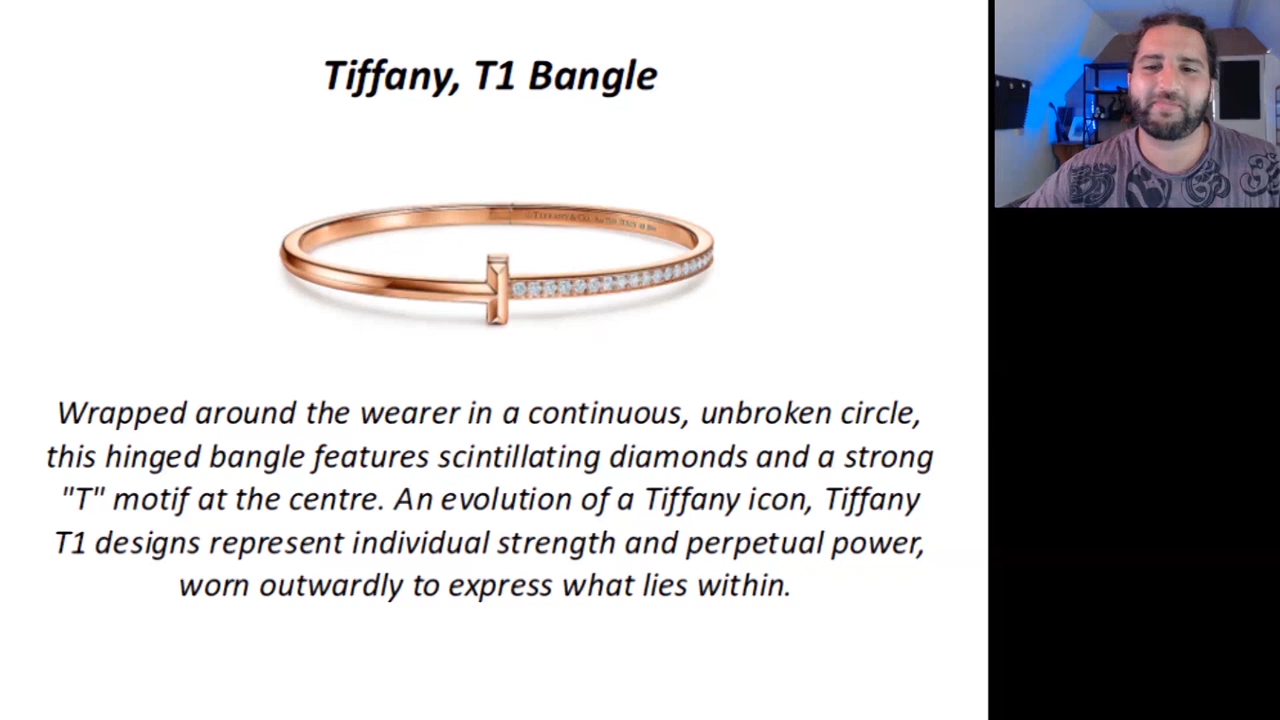 Tiffany, T1 Bangle
TIFFANY&CO.
Wrapped around the wearer in a continuous, unbroken circle,
this hinged bangle features scintillating diamonds and a strong
"T" motif at the centre. An evolution of a Tiffany icon, Tiffany
T1 designs represent individual strength and perpetual power,
worn outwardly to express what lies within.